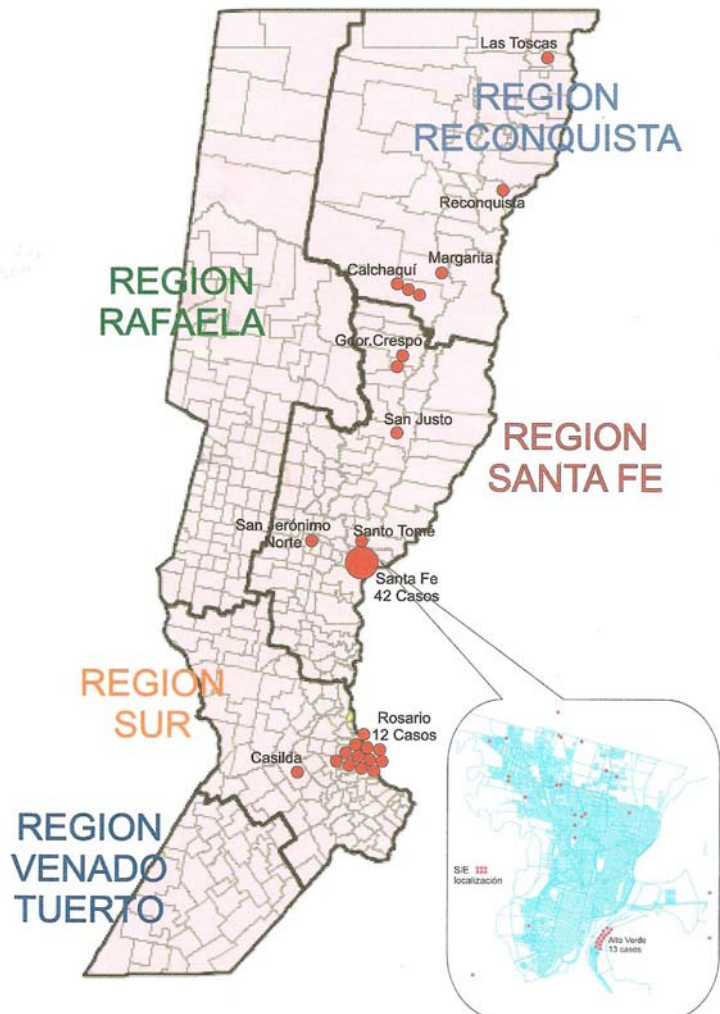 Las Toscas
REGION
RECONQUISTA
Reconquista
Margarita
Calchaquí
REGION
RAFAELA
Gdor.Crespo
San Justo
REGION
SANTA FE
San Jerónimo
Norte
Santo Tomé
Santa Fe
42 Casos
REGION
SUR
Rosario
12 Casos
Casilda
REGION
VENADO
TUERTO
S/E
localización
Alto Verde
13 casos